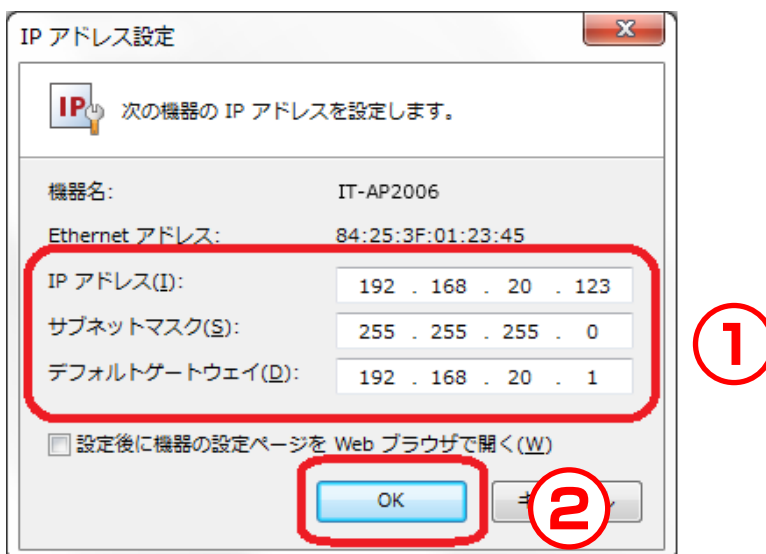 IP アドレス設定
IP 次の機器の IP アドレスを設定します。
機器名: IT-AP2006
Ethernet アドレス: 84:25:3F:01:23:45
IP アドレス(I): 192 . 168 . 20 . 123
サブネットマスク(S): 255 . 255 . 255 . 0
デフォルトゲートウェイ(D): 192 . 168 . 20 . 1
①
設定後に機器の設定ページを Web ブラウザで開く(W)
OK
②